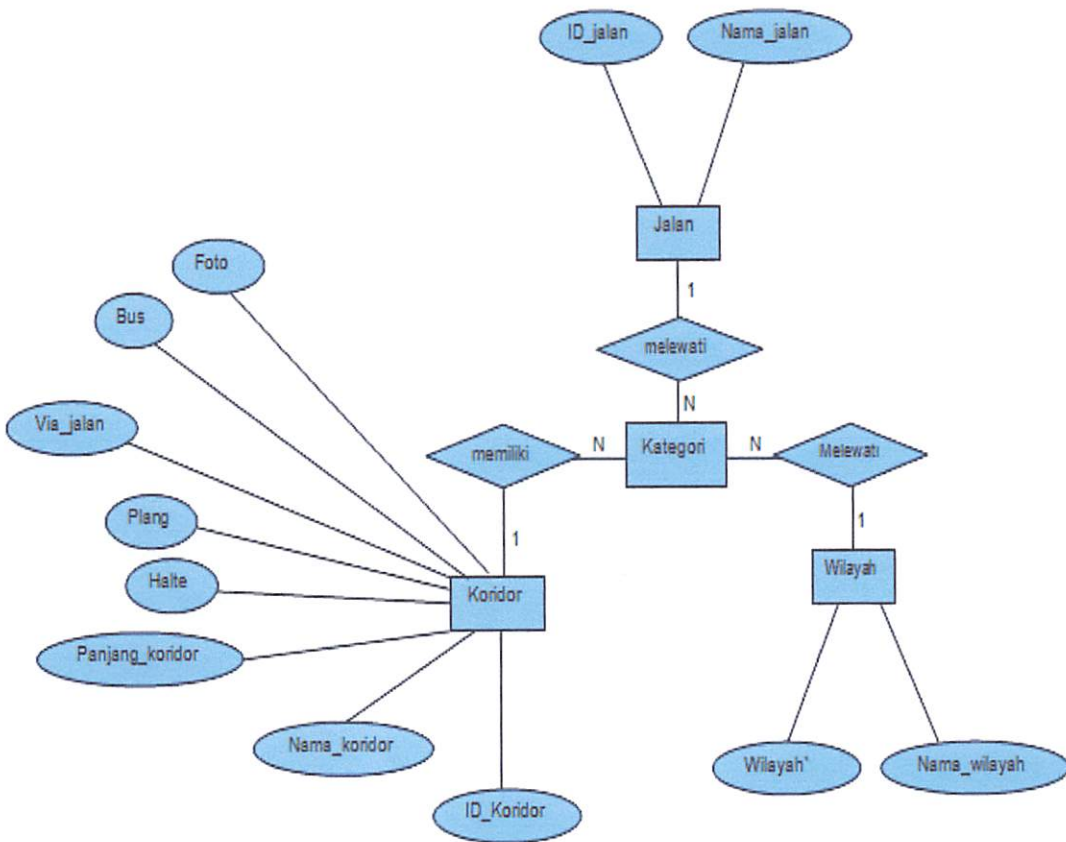 ID_jalan
Nama_jalan
Jalan
Foto
1
Bus
melewati
N
Via_jalan
memiliki
N
Kategori
N
Melewati
Plang
1
1
Halte
Koridor
Wilayah
Panjang_koridor
Nama_koridor
Wilayah*
Nama_wilayah
ID_Koridor